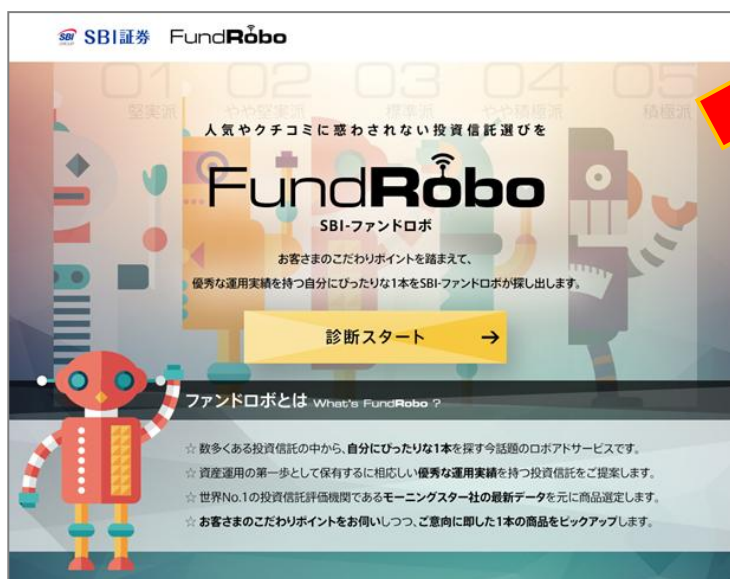 SBI GROUP SBI証券 FundRobo
01 02 03 04 05
堅実派 やや堅実派 標準派 やや積極派 積極派
人気やクチコミに惑わされない投資信託選びを
FundRobo
SBI-ファンドロボ
お客さまのこだわりポイントを踏まえて、
優秀な運用実績を持つ自分にぴったりな1本をSBI-ファンドロボが探し出します。
診断スタート →
ファンドロボとは What's FundRobo ?
☆ 数多くある投資信託の中から、自分にぴったりな1本を探す今話題のロボアドサービスです。
☆ 資産運用の第一歩として保有するに相応しい優秀な運用実績を持つ投資信託をご提案します。
☆ 世界No.1の投資信託評価機関であるモーニングスター社の最新データを元に商品選定します。
☆ お客さまのこだわりポイントをお伺いしつつ、ご意向に即した1本の商品をピックアップします。